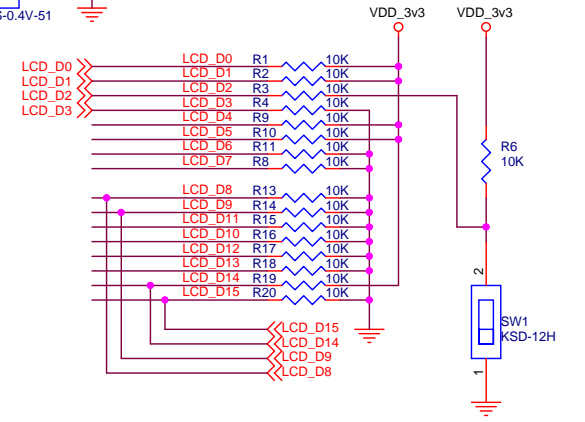 S-0.4V-51
VDD_3v3 VDD_3v3
LCD_D0 LCD_D0 R1 10K
LCD_D1 LCD_D1 R2 10K
LCD_D2 LCD_D2 R3 10K
LCD_D3 LCD_D3 R4 10K
LCD_D4 R9 10K
LCD_D5 R10 10K
LCD_D6 R11 10K
LCD_D7 R8 10K
R6
10K
LCD_D8 R13 10K
LCD_D9 R14 10K
LCD_D11 R15 10K
LCD_D10 R16 10K
LCD_D12 R17 10K
LCD_D13 R18 10K
LCD_D14 R19 10K
LCD_D15 R20 10K
2
SW1
KSD-12H
1
LCD_D15
LCD_D14
LCD_D9
LCD_D8